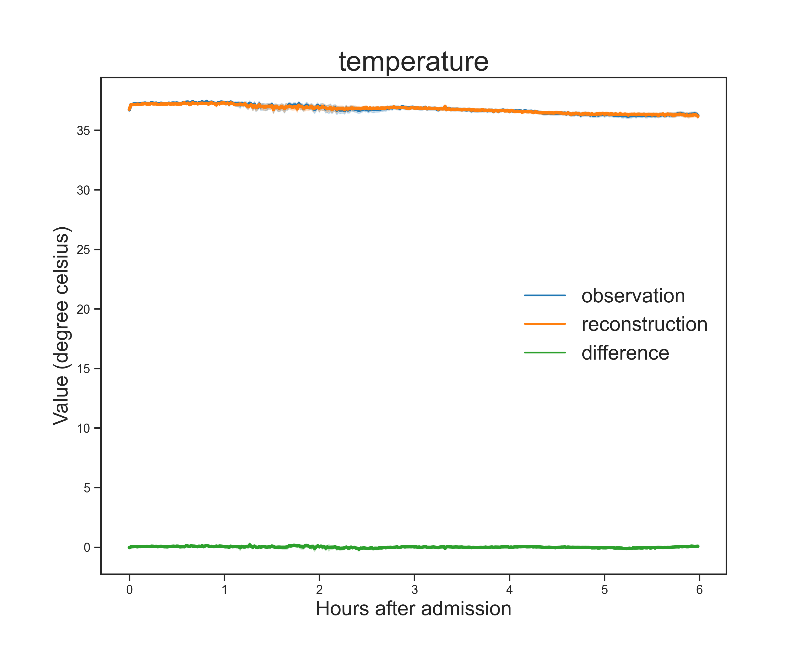 temperature
Value (degree celsius)
35
30
25
20
15
10
5
0
observation
reconstruction
difference
0 1 2 3 4 5 6
Hours after admission